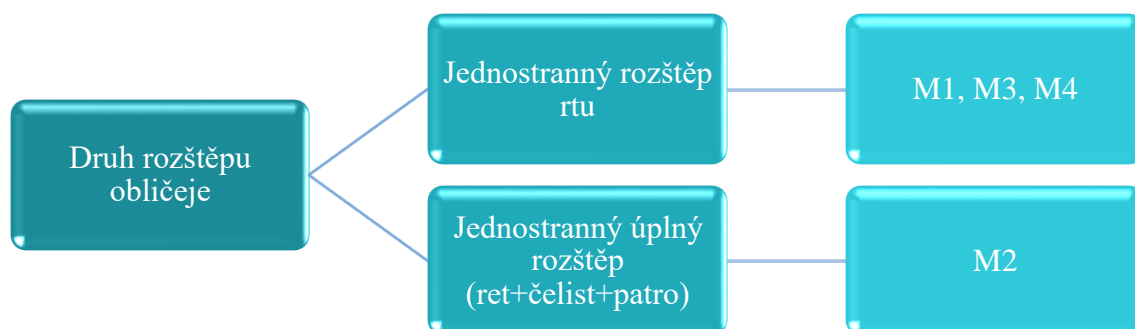 Druh rozštěpu
obličeje
Jednostranný rozštěp
rtu
M1, M3, M4
Jednostranný úplný
rozštěp
(ret+čelist+patro)
M2